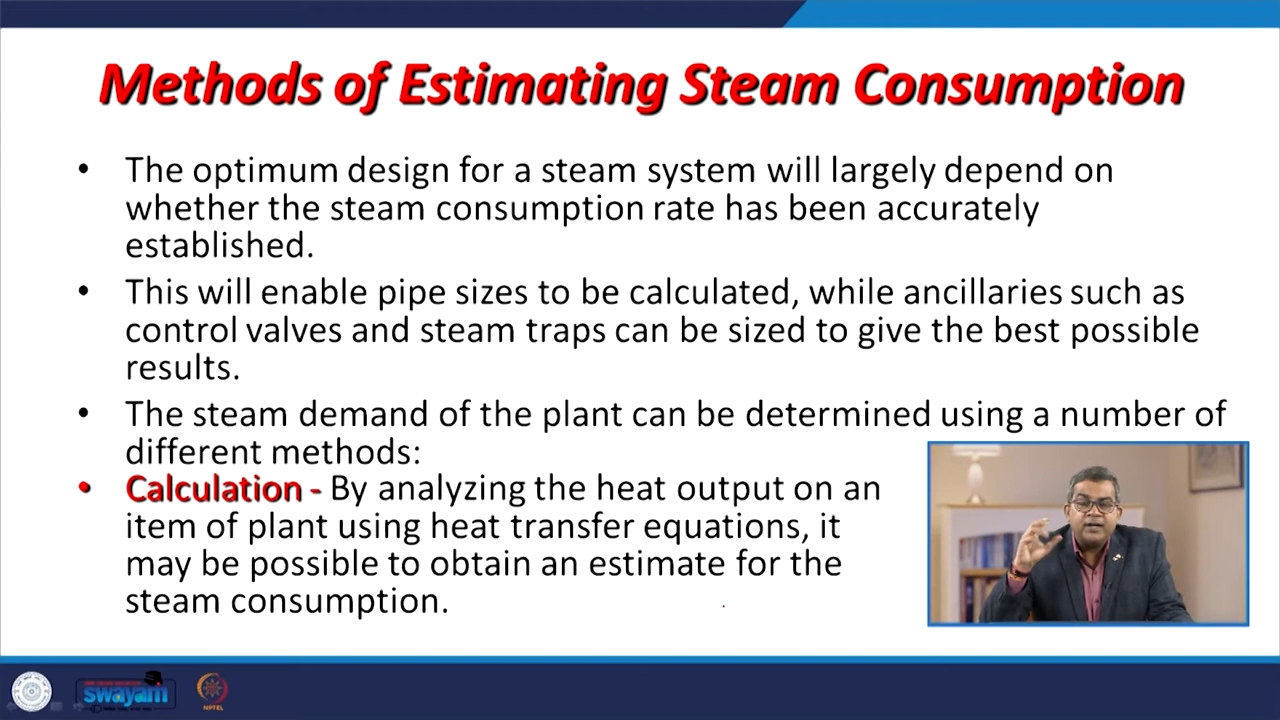 Methods of Estimating Steam Consumption
• The optimum design for a steam system will largely depend on
whether the steam consumption rate has been accurately
established.
• This will enable pipe sizes to be calculated, while ancillaries such as
control valves and steam traps can be sized to give the best possible
results.
• The steam demand of the plant can be determined using a number of
different methods:
• Calculation - By analyzing the heat output on an
item of plant using heat transfer equations, it
may be possible to obtain an estimate for the
steam consumption.
swayam
NPTEL